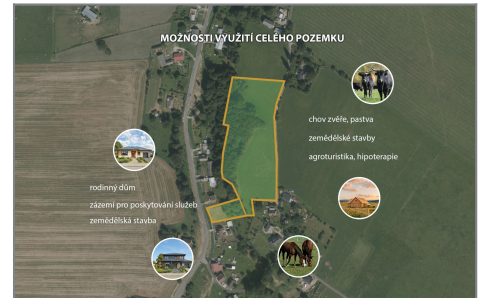 MOŽNOSTI VYUŽITÍ CELÉHO POZEMKU
chov zvěře, pastva
zemědělské stavby
agroturistika, hipoterapie
rodinný dům
zázemí pro poskytování služeb
zemědělská stavba